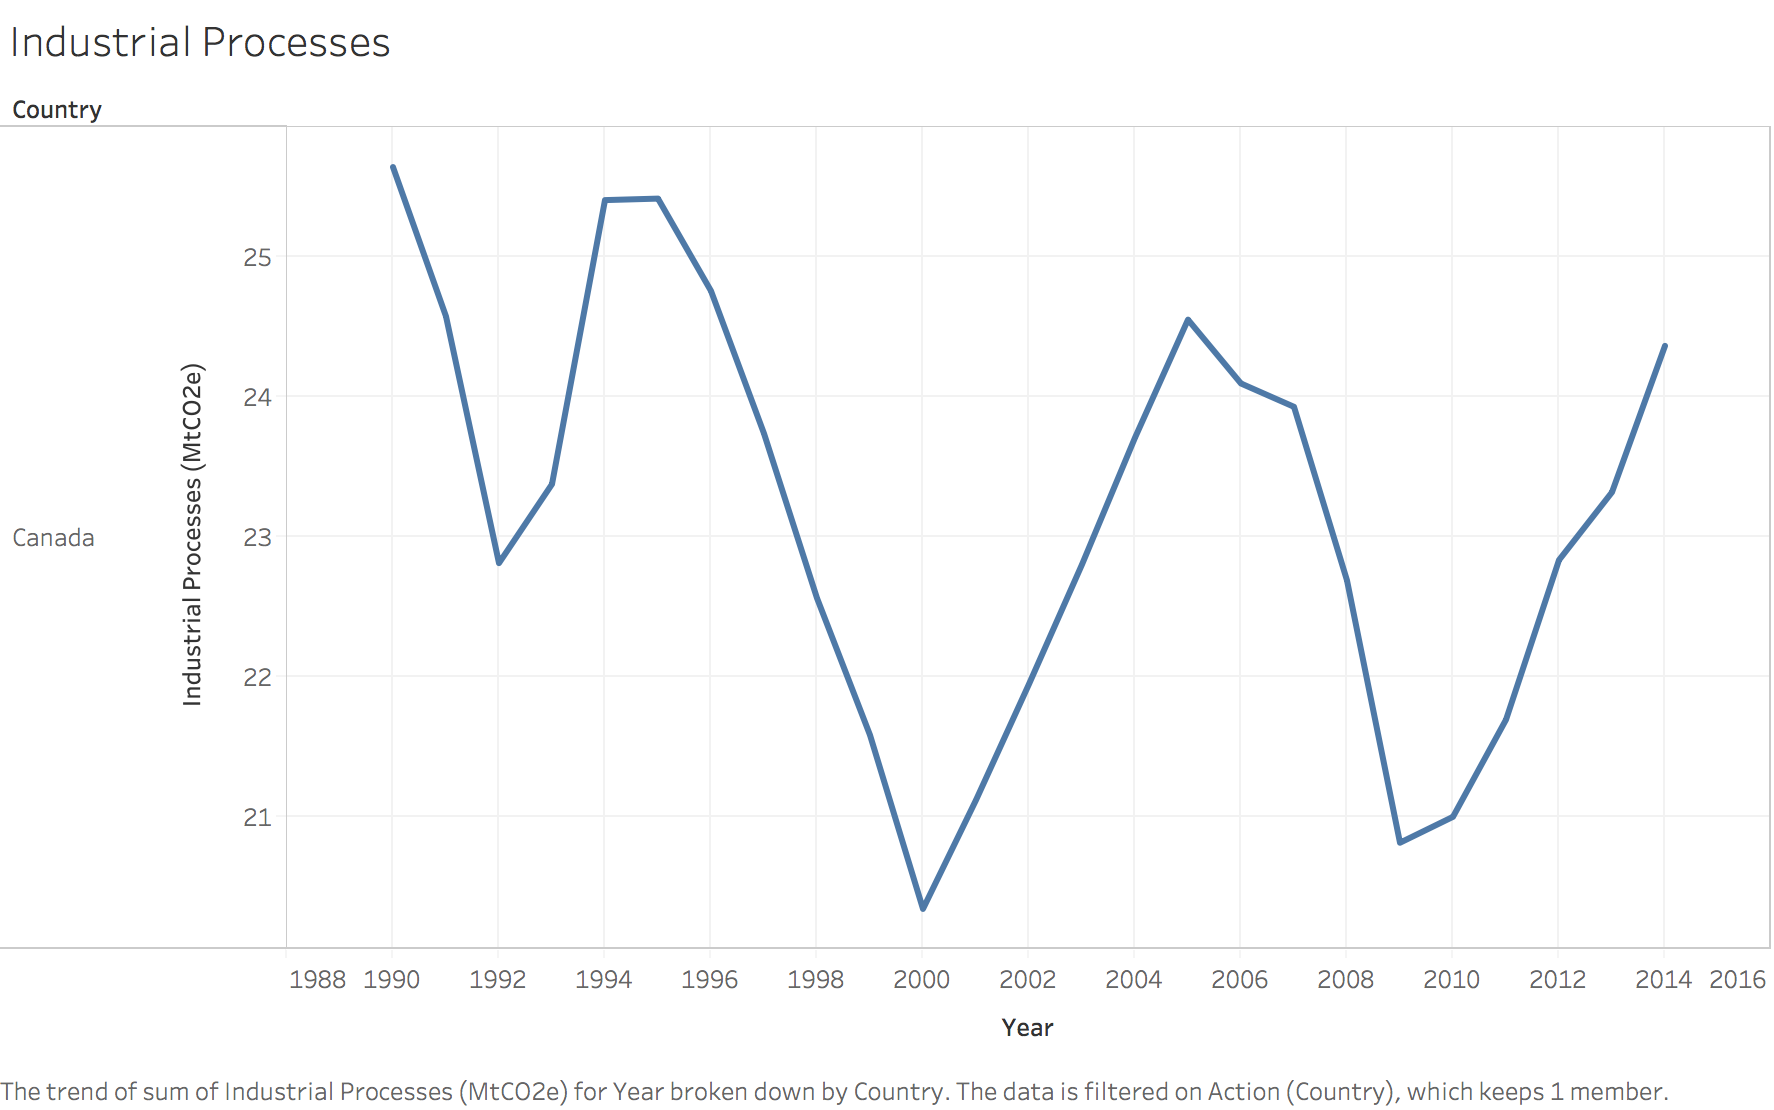 Industrial Processes
Country
25
24
Canada
23
22
21
Industrial Processes (MtCO2e)
1988 1990 1992 1994 1996 1998 2000 2002 2004 2006 2008 2010 2012 2014 2016
Year
The trend of sum of Industrial Processes (MtCO2e) for Year broken down by Country. The data is filtered on Action (Country), which keeps 1 member.